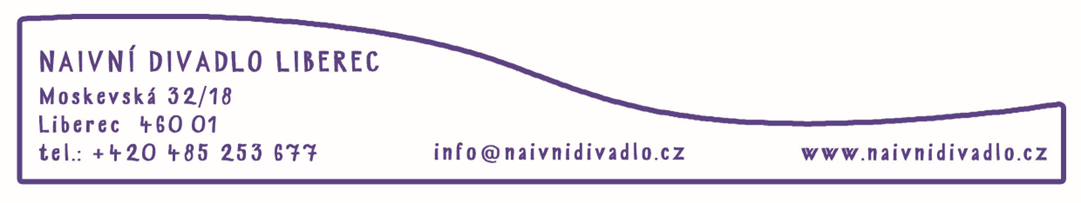 NAIVNÍ DIVADLO LIBEREC
Moskevská 32/18
Liberec 460 01
tel.: +420 485 253 677 info@naivnidivadlo.cz www.naivnidivadlo.cz